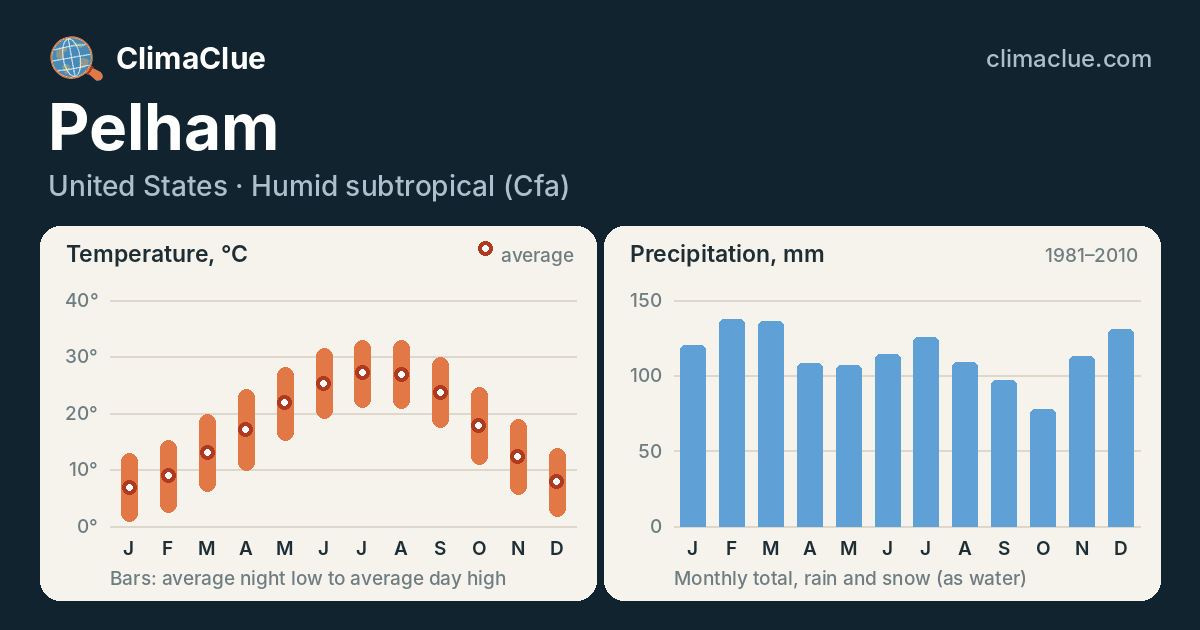 ClimaClue
climaclue.com
Pelham
United States · Humid subtropical (Cfa)
Temperature, °C
average
40°
30°
20°
10°
0°
J F M A M J J A S O N D
Bars: average night low to average day high
Precipitation, mm
1981–2010
150
100
50
0
J F M A M J J A S O N D
Monthly total, rain and snow (as water)